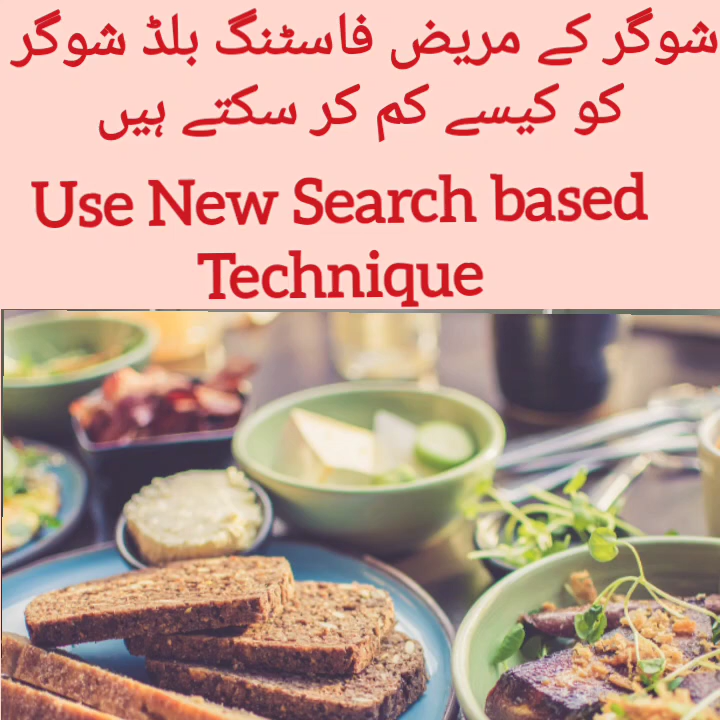 شوگر کے مریض فاسٹنگ بلڈ شوگر
کو کیسے کم کر سکتے ہیں
Use New Search based
Technique